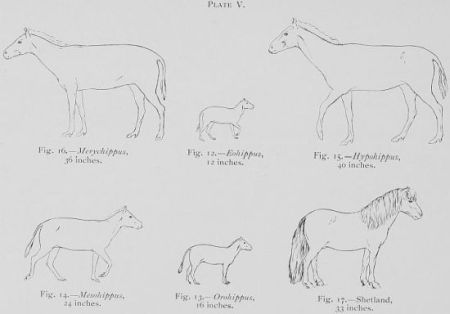 PLATE V.
Fig. 16.—Merychippus,
36 inches.
Fig. 12.—Eohippus,
12 inches.
Fig. 15.—Hypohippus,
40 inches.
Fig. 14.—Mesohippus,
24 inches.
Fig. 13.—Orohippus,
16 inches.
Fig. 17.—Shetland,
33 inches.